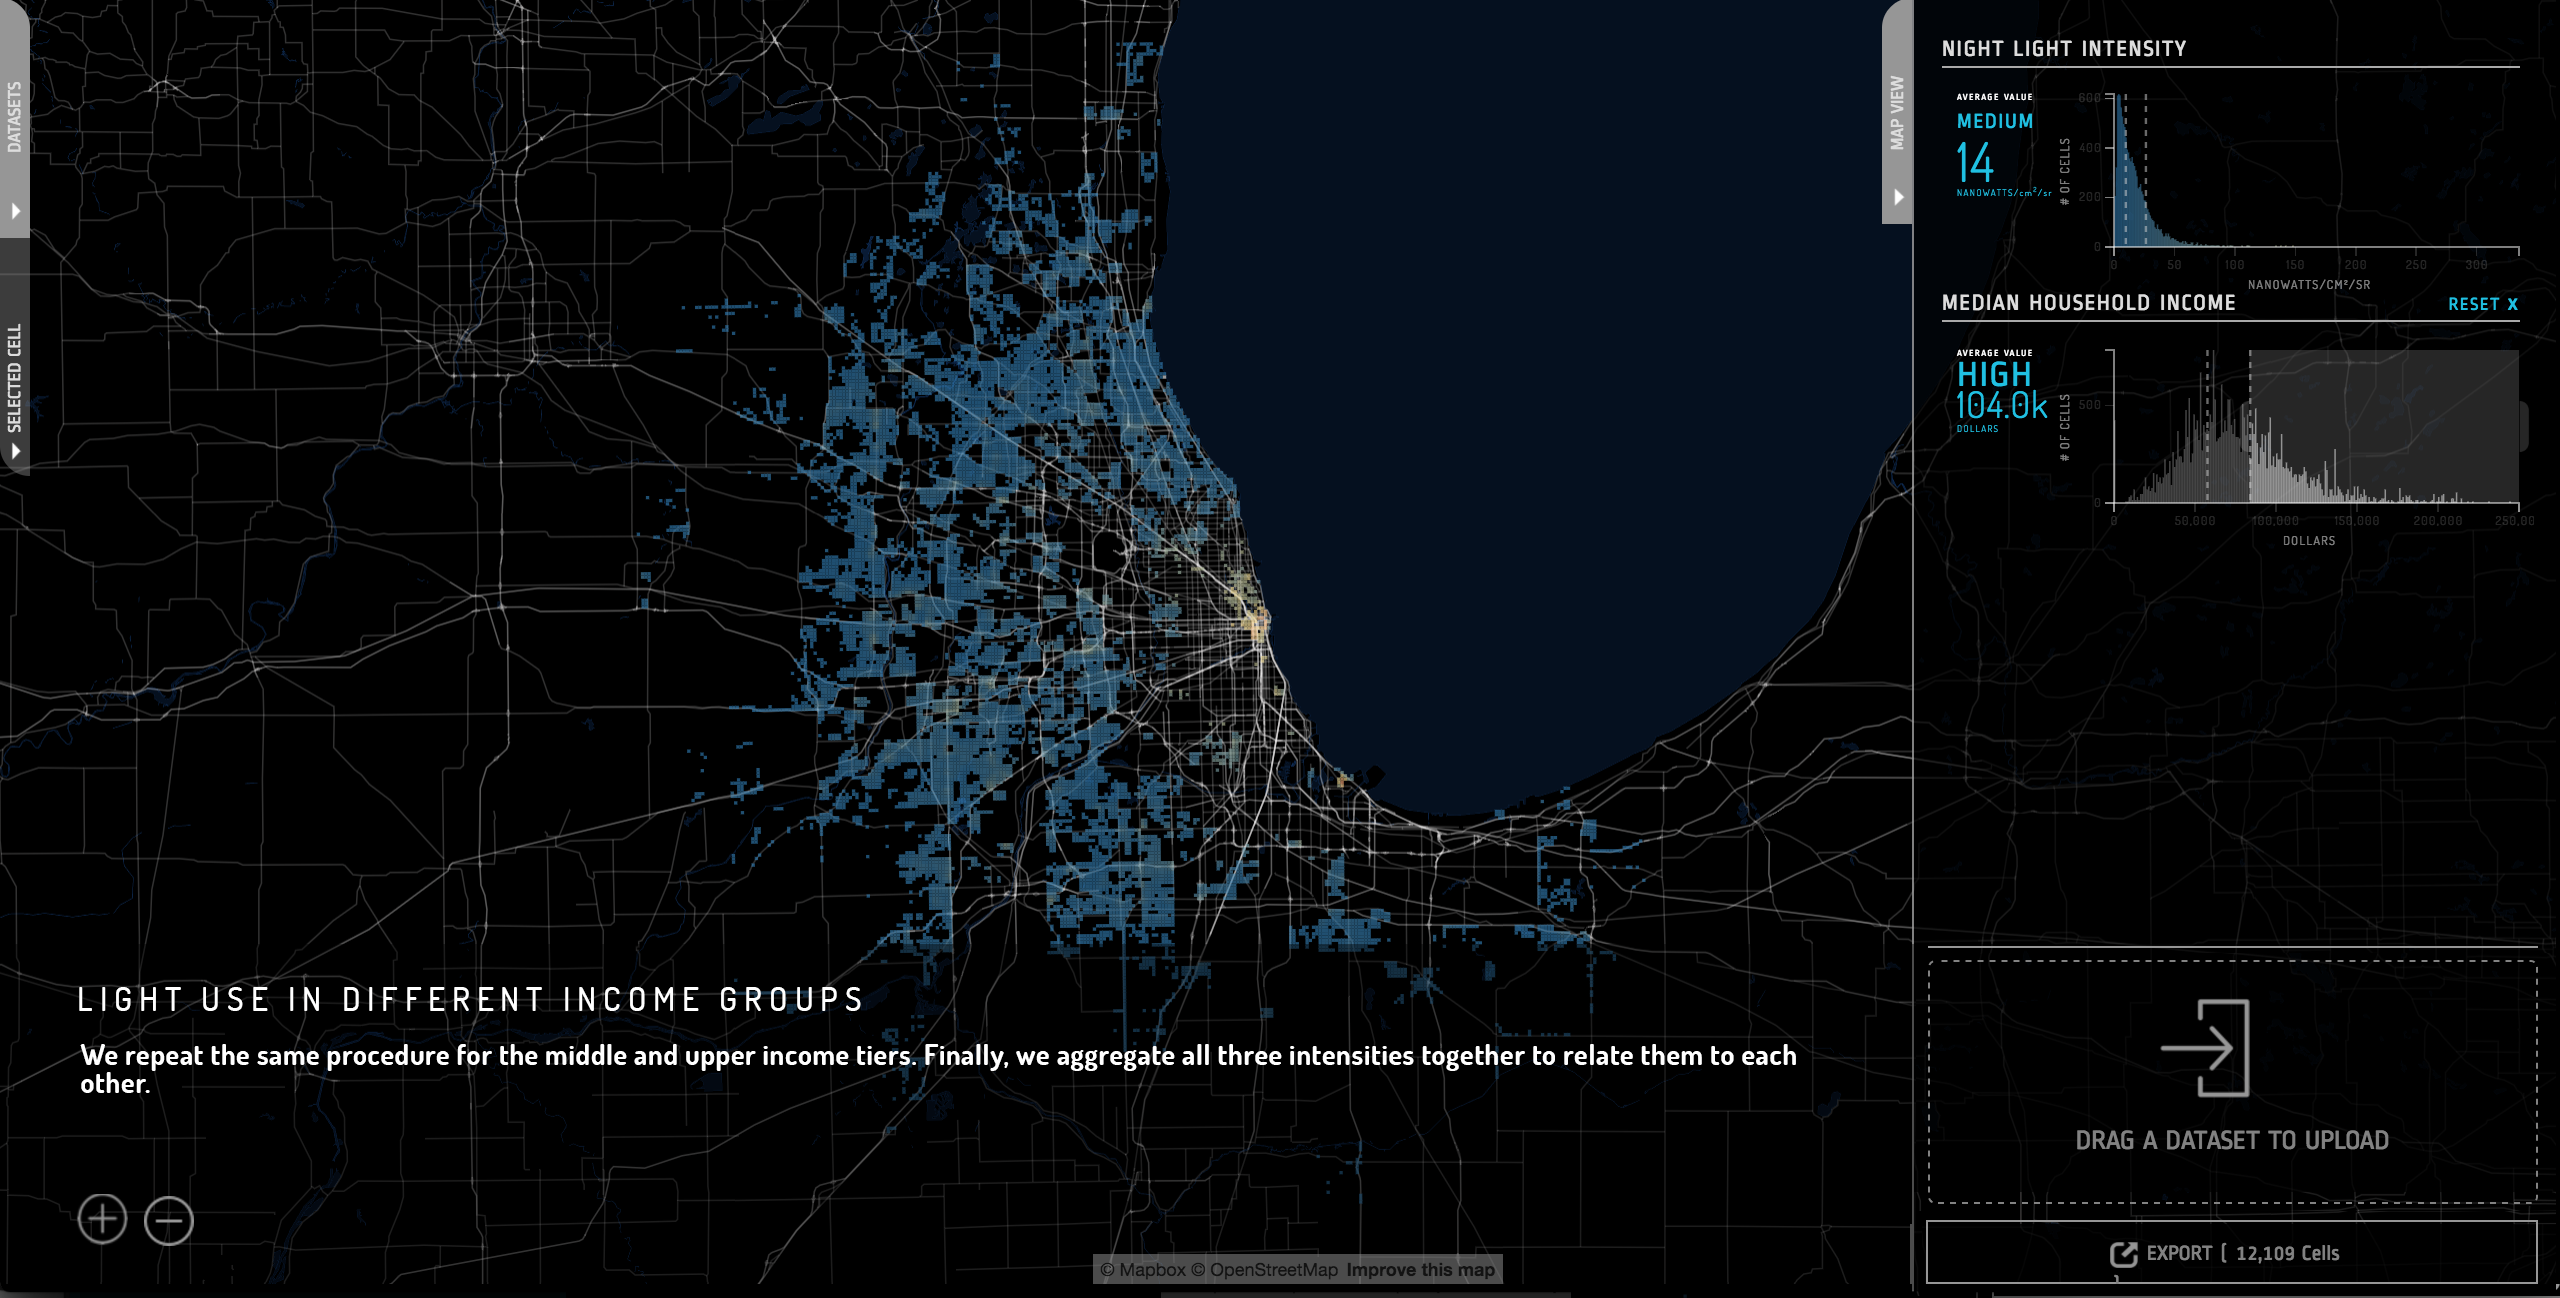 DATASETS
SELECTED CELL
MAP VIEW
NIGHT LIGHT INTENSITY
AVERAGE VALUE
MEDIUM
14
NANOWATTS/cm²/sr
# OF CELLS
600
400
200
0
0 50 100 150 200 250 300
NANOWATTS/CM²/SR
MEDIAN HOUSEHOLD INCOME
RESET X
AVERAGE VALUE
HIGH
104.0k
DOLLARS
# OF CELLS
500
0
0 50,000 100,000 150,000 200,000 250,00
DOLLARS
LIGHT USE IN DIFFERENT INCOME GROUPS
We repeat the same procedure for the middle and upper income tiers. Finally, we aggregate all three intensities together to relate them to each
other.
DRAG A DATASET TO UPLOAD
EXPORT [ 12,109 Cells
]
© Mapbox © OpenStreetMap Improve this map